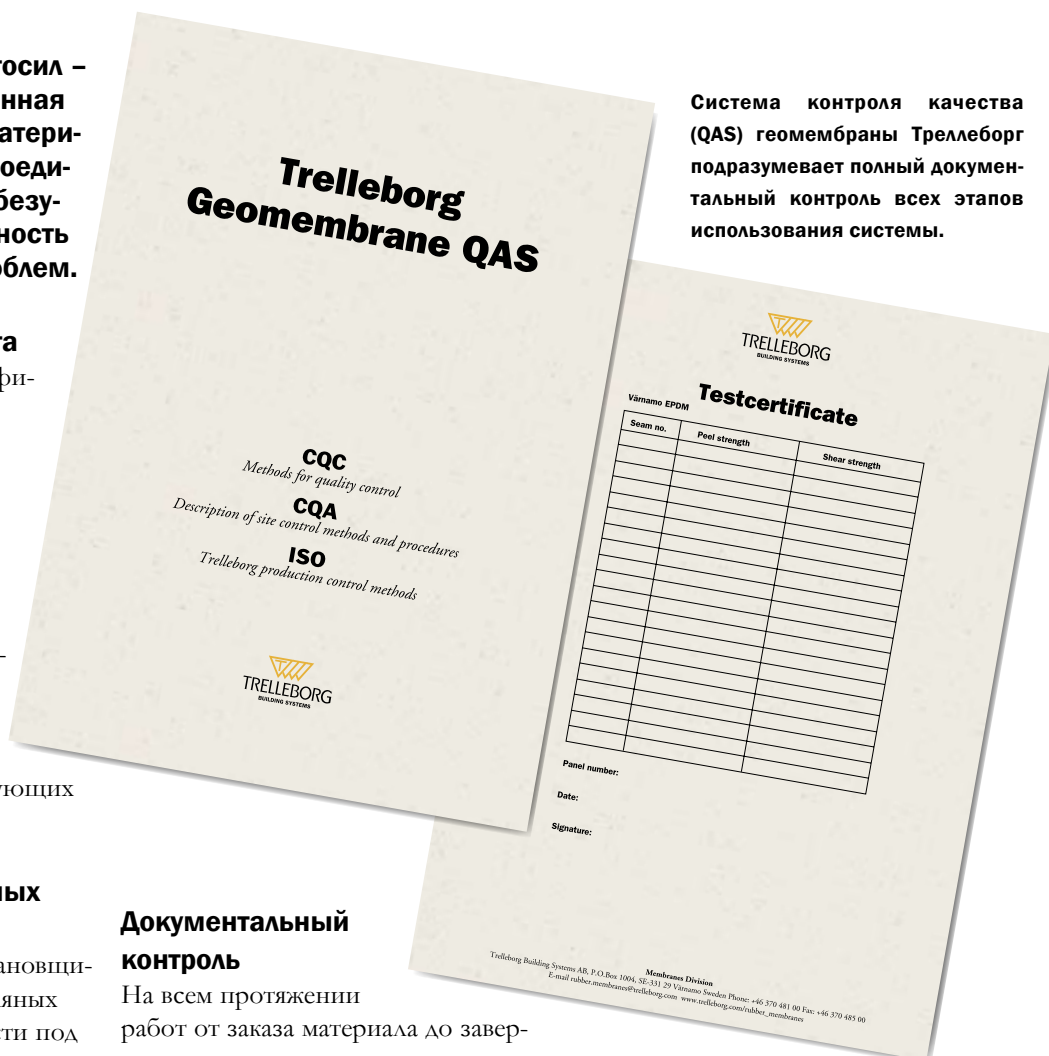 тосил –
нная
атери-
оеди-
безу-
ность
облем.
та
фи-
-
ующих
ных
ановщи-
яных
сти под
Trelleborg
Geomembrane QAS
CQC
Methods for quality control
CQA
Description of site control methods and procedures
ISO
Trelleborg production control methods
TRELLEBORG
BUILDING SYSTEMS
Документальный
контроль
На всем протяжении
работ от заказа материала до завер-
Система контроля качества
(QAS) геомембраны Треллеборг
подразумевает полный докумен-
тальный контроль всех этапов
использования системы.
TRELLEBORG
BUILDING SYSTEMS
Testcertificate
Värnamo EPDM
Seam no. Peel strength Shear strength
Panel number:
Date:
Signature:
Membranes Division
Trelleborg Building Systems AB, P.O.Box 1004, SE-331 29 Värnamo Sweden Phone: +46 370 481 00 Fax: +46 370 485 00
E-mail rubber.membranes@trelleborg.com www.trelleborg.com/rubber_membranes